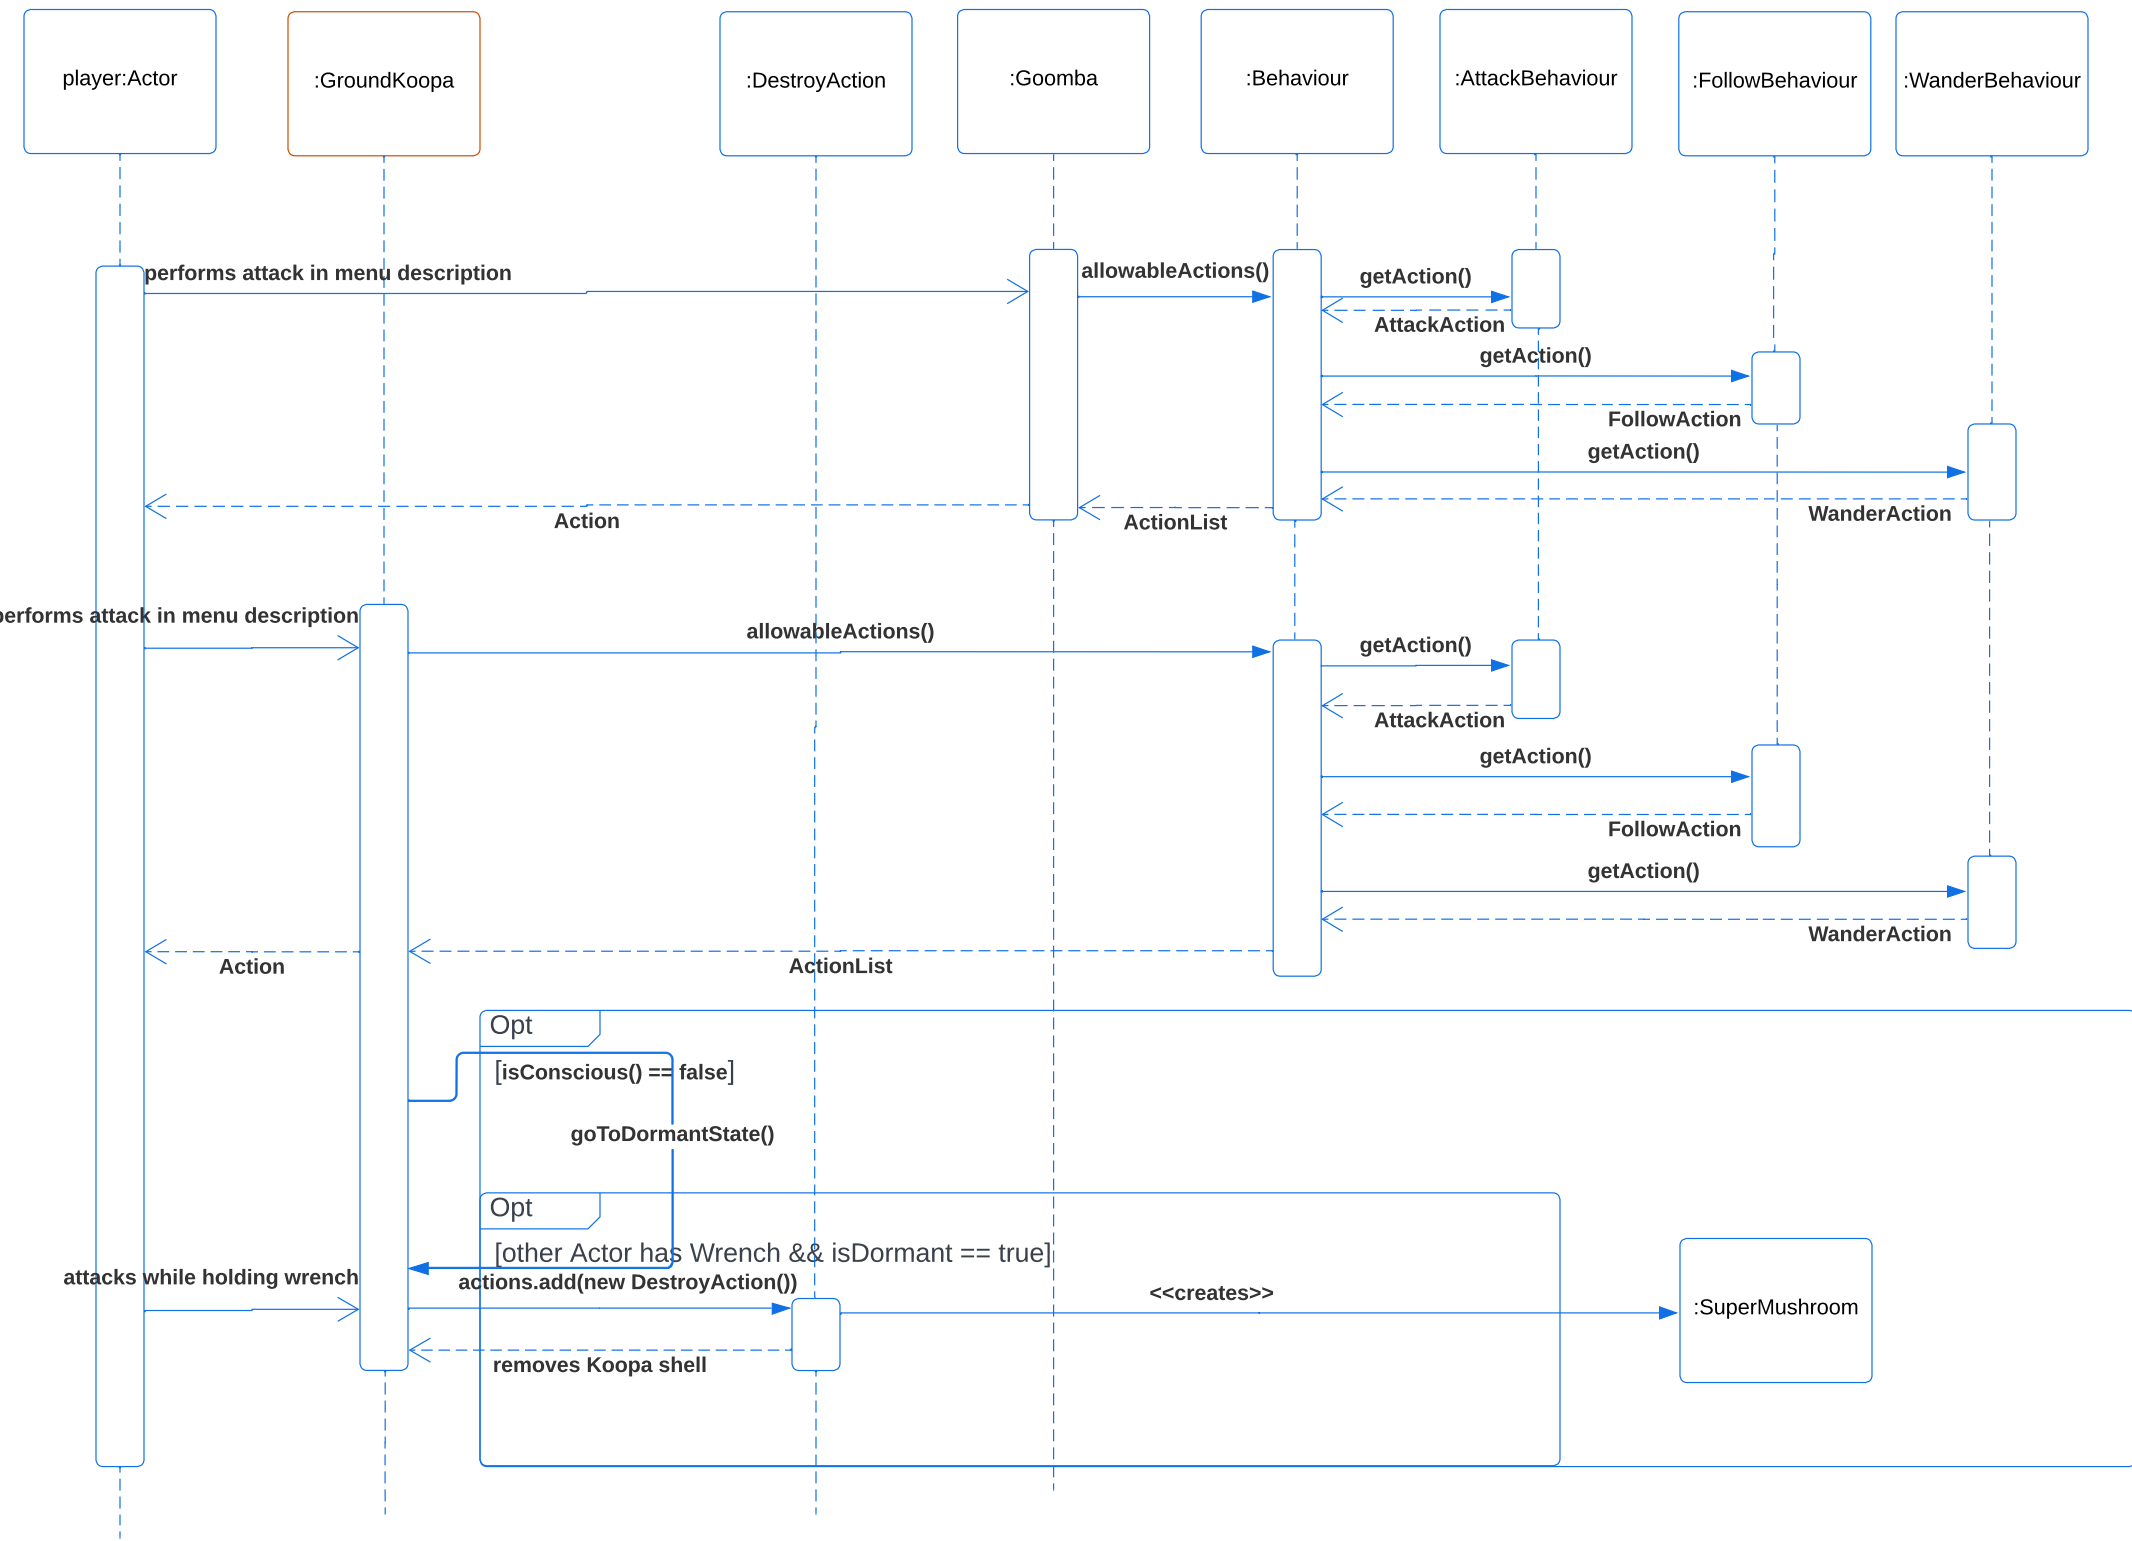 player:Actor
:GroundKoopa
:DestroyAction
:Goomba
:Behaviour
:AttackBehaviour
:FollowBehaviour
:WanderBehaviour
performs attack in menu description
allowableActions()
getAction()
AttackAction
getAction()
FollowAction
getAction()
WanderAction
Action
ActionList
performs attack in menu description
allowableActions()
getAction()
AttackAction
getAction()
FollowAction
getAction()
WanderAction
Action
ActionList
Opt
[isConscious() == false]
goToDormantState()
Opt
[other Actor has Wrench && isDormant == true]
attacks while holding wrench
actions.add(new DestroyAction())
<<creates>>
:SuperMushroom
removes Koopa shell